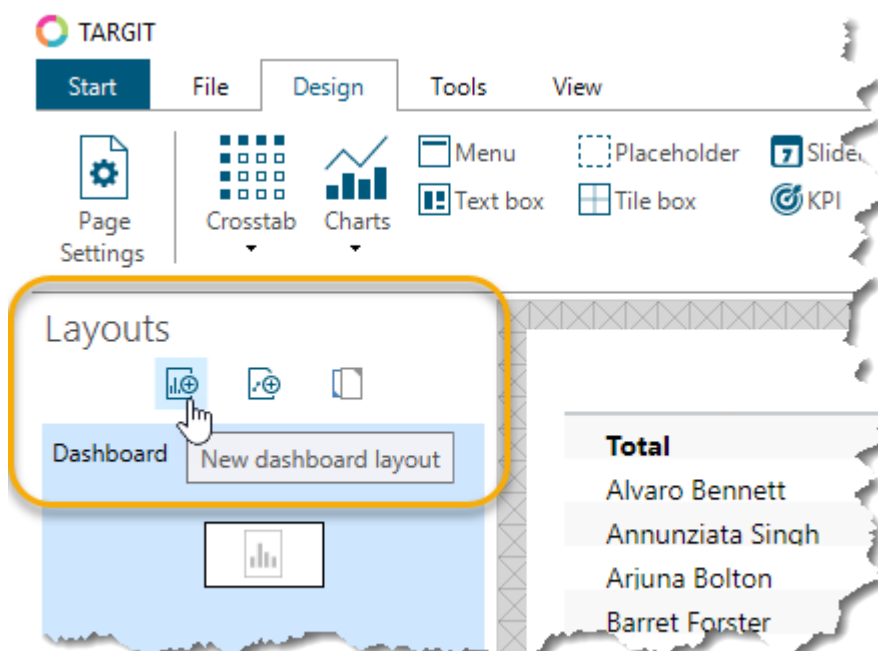 TARGIT
Start File Design Tools View
Menu Placeholder 7
Text box Tile box KPI
Page Settings Crosstab Charts
Layouts
Dashboard New dashboard layout
Total
Alvaro Bennett
Annunziata Singh
Arjuna Bolton
Barret Forster